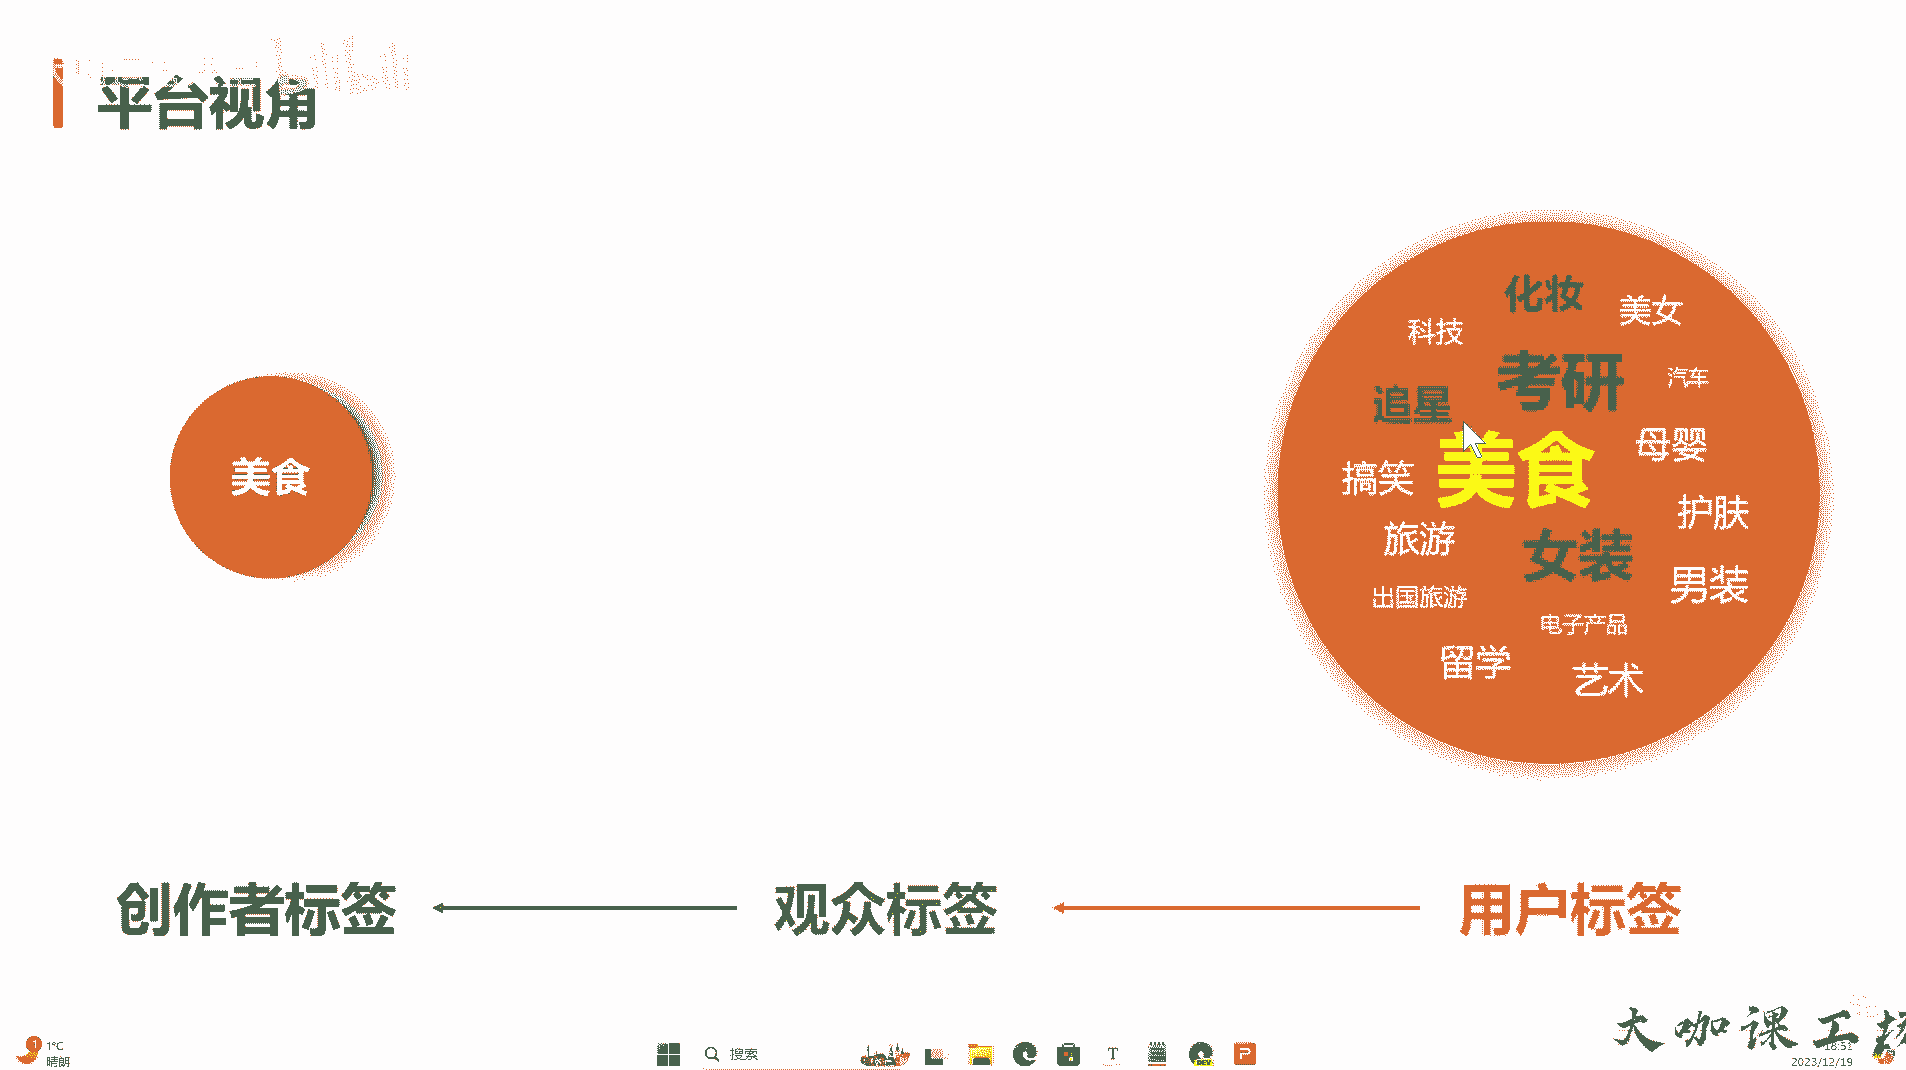 平台视角
化妆
美女
科技
考研
汽车
追星
美食
母婴
搞笑
美食
护肤
旅游
女装
男装
出国旅游
电子产品
留学
艺术
创作者标签
观众标签
用户标签
大咖课工坊
1°C
晴朗
搜索
18:51
2023/12/19